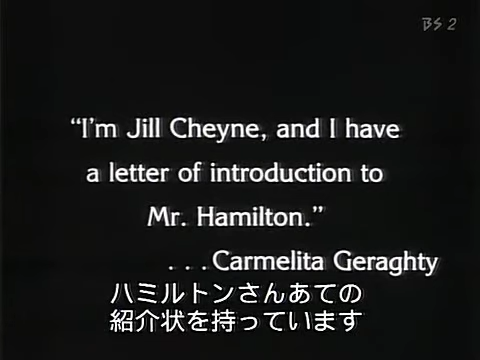 BS 2
“I’m Jill Cheyne, and I have
a letter of introduction to
Mr. Hamilton.”
. . . Carmelita Geraghty
ハミルトンさんあての
紹介状を持っています